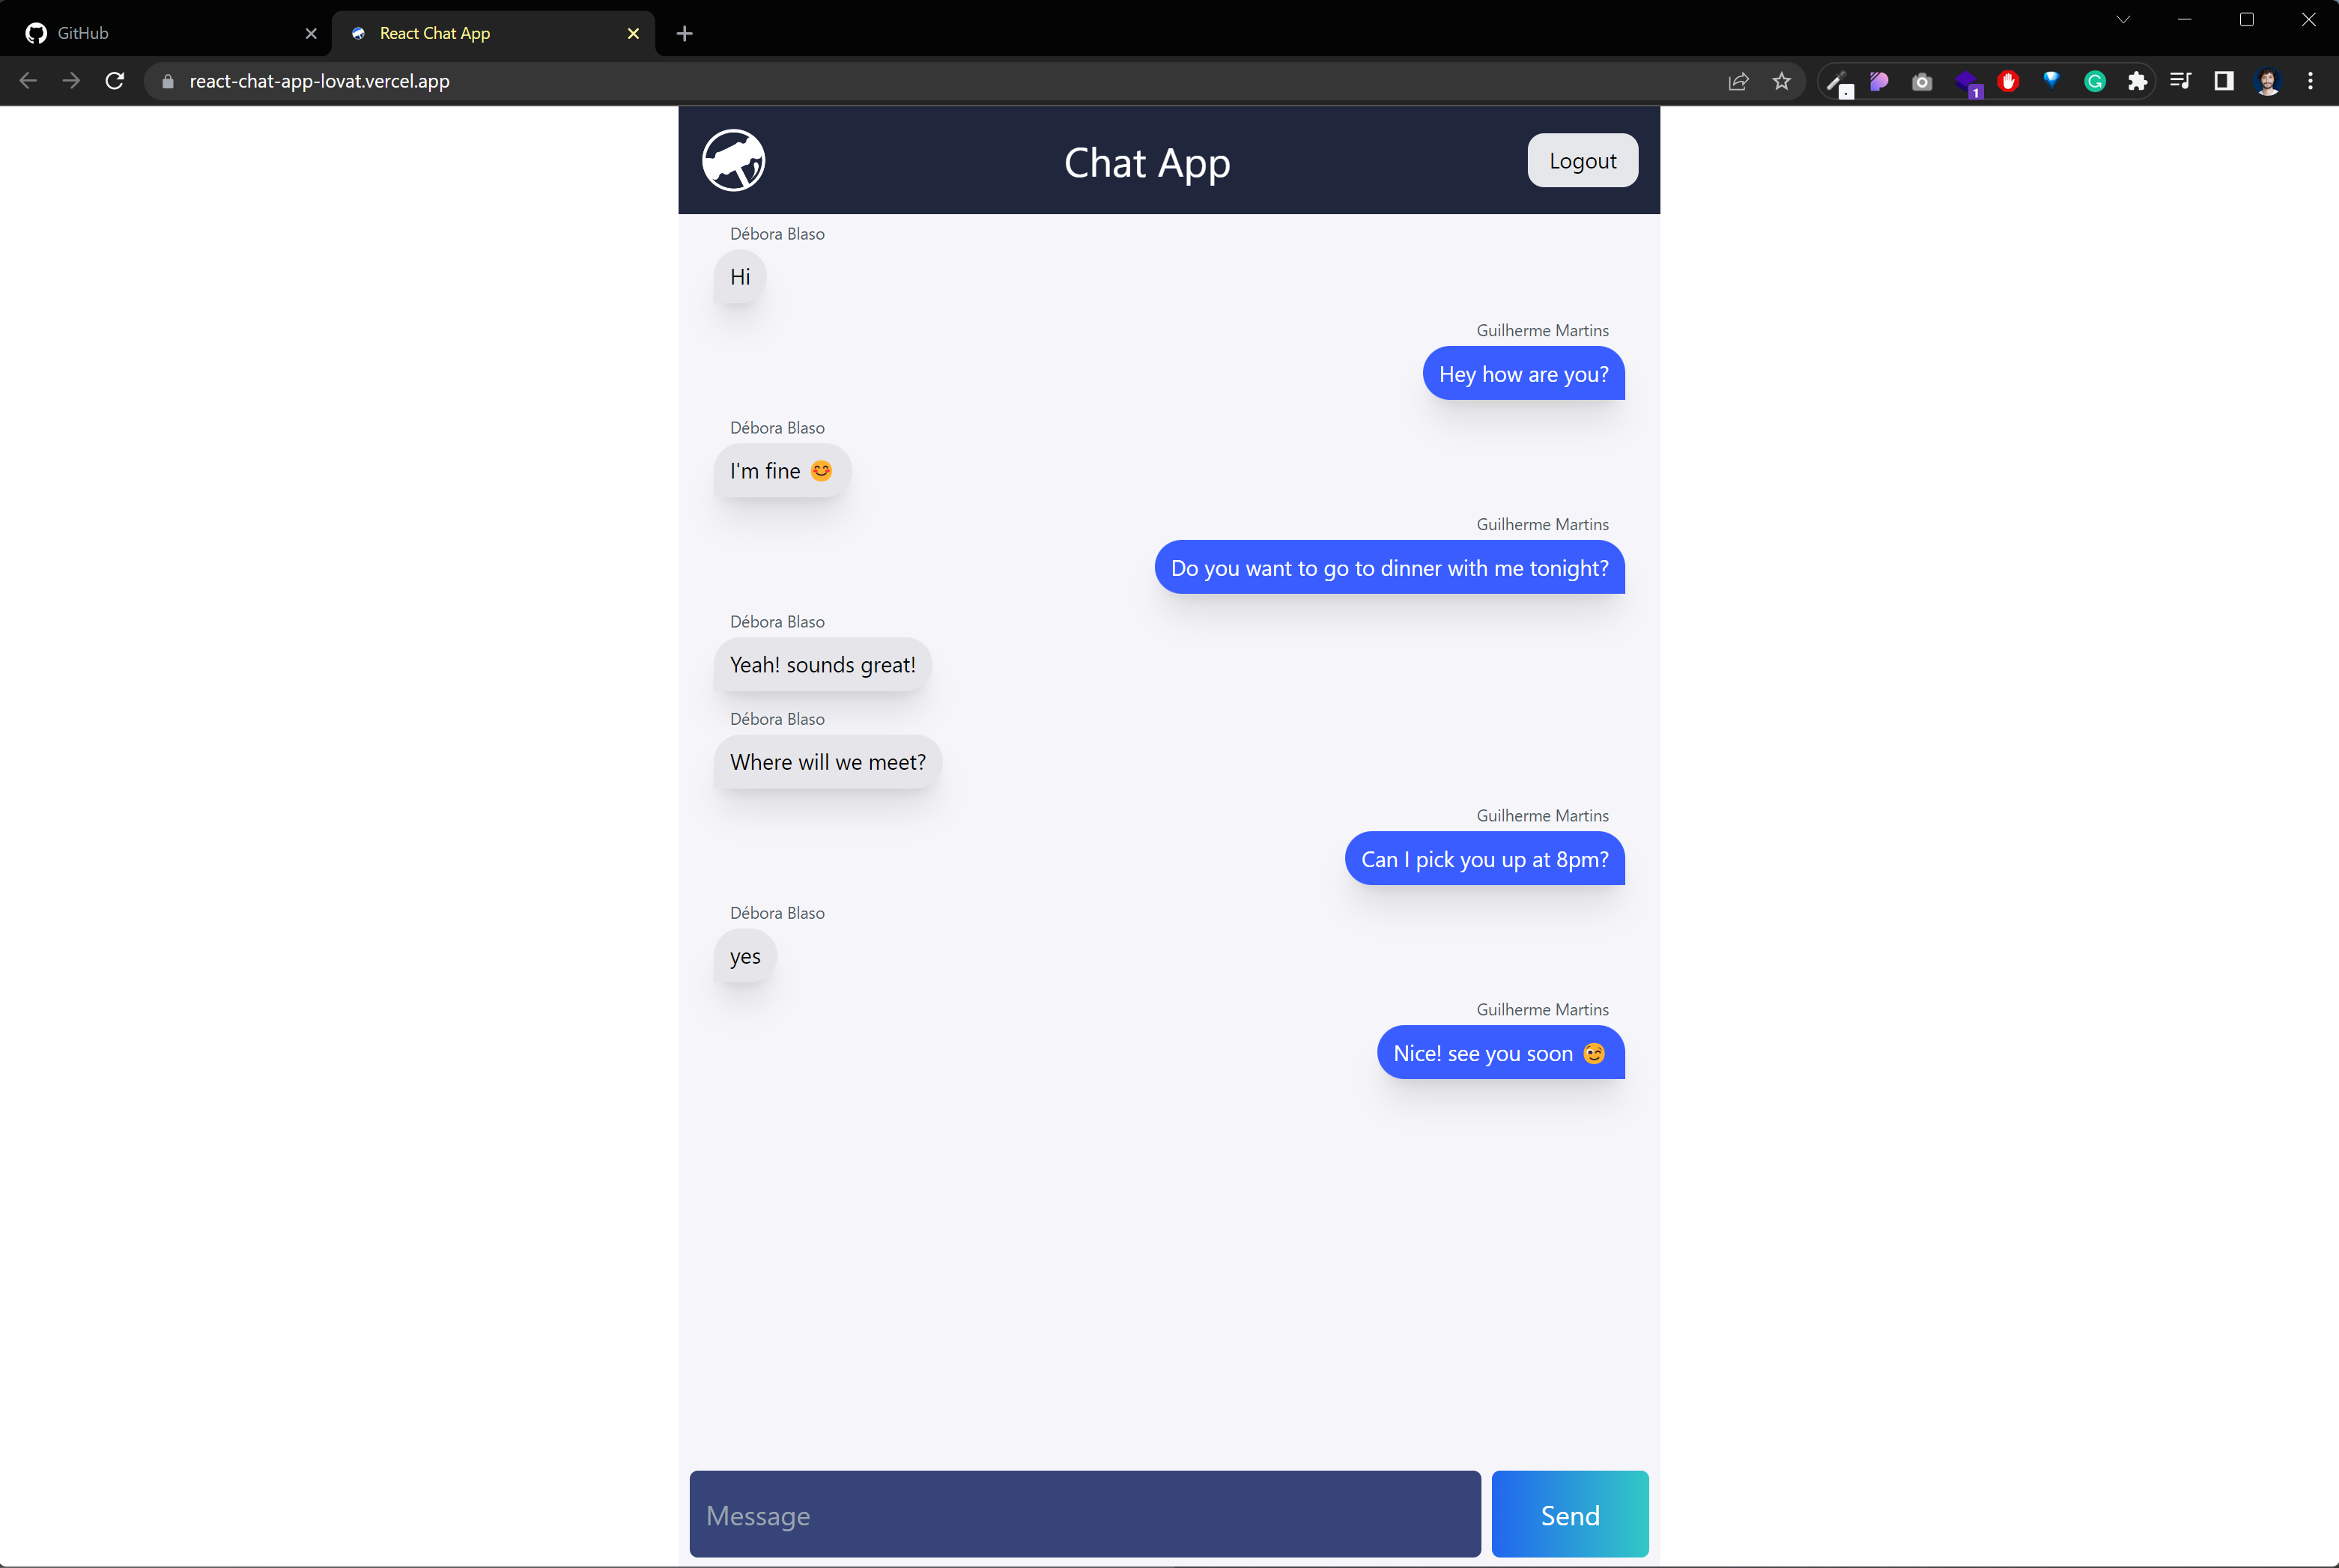 GitHub
React Chat App
react-chat-app-lovat.vercel.app
1
Chat App
Logout
Débora Blaso
Hi
Guilherme Martins
Hey how are you?
Débora Blaso
I'm fine 😊
Guilherme Martins
Do you want to go to dinner with me tonight?
Débora Blaso
Yeah! sounds great!
Débora Blaso
Where will we meet?
Guilherme Martins
Can I pick you up at 8pm?
Débora Blaso
yes
Guilherme Martins
Nice! see you soon 😉
Message
Send